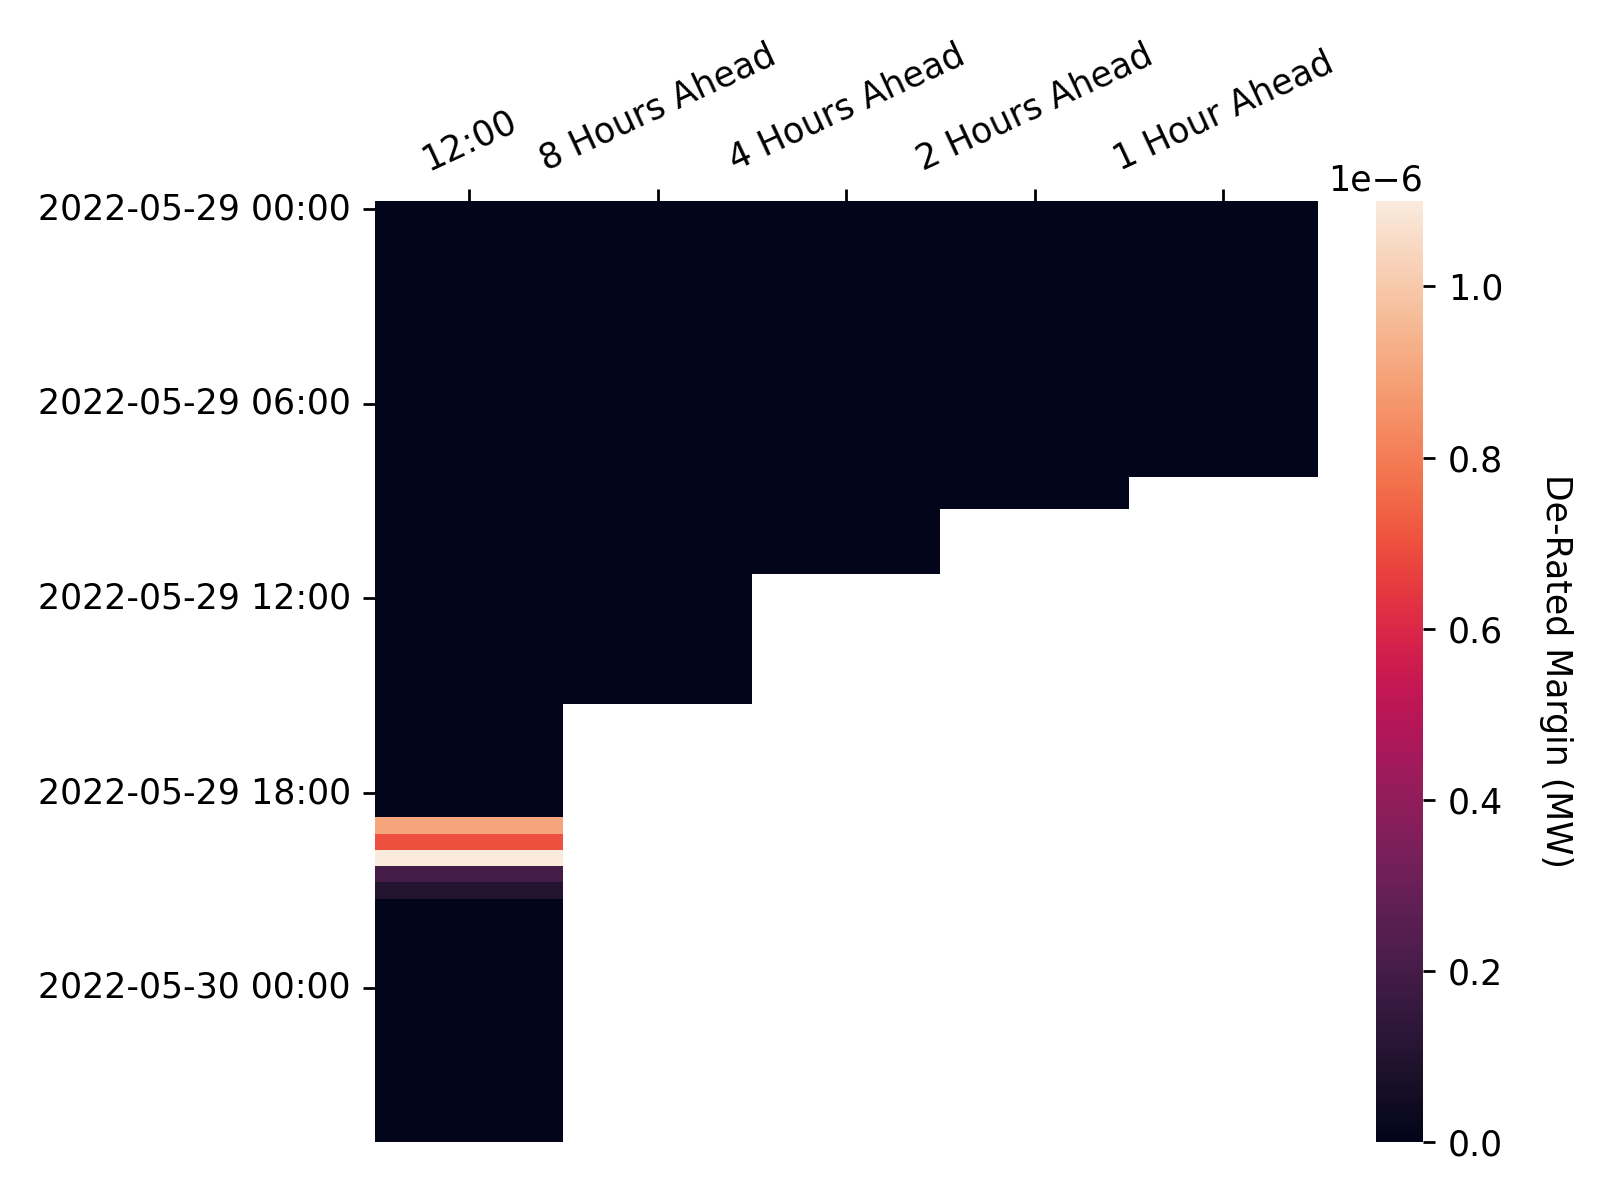 12:00
8 Hours Ahead
4 Hours Ahead
2 Hours Ahead
1 Hour Ahead
1e−6
2022-05-29 00:00
2022-05-29 06:00
2022-05-29 12:00
2022-05-29 18:00
2022-05-30 00:00
1.0
0.8
0.6
0.4
0.2
0.0
De-Rated Margin (MW)